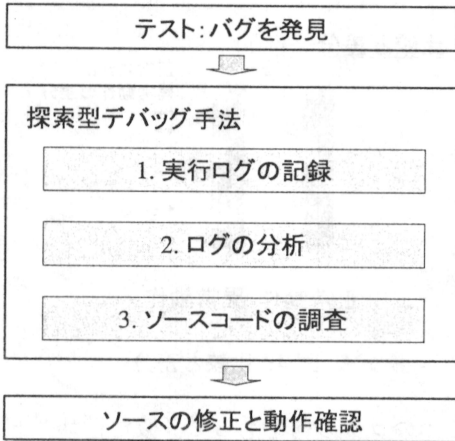 テスト:バグを発見
探索型デバッグ手法
1. 実行ログの記録
2. ログの分析
3. ソースコードの調査
ソースの修正と動作確認